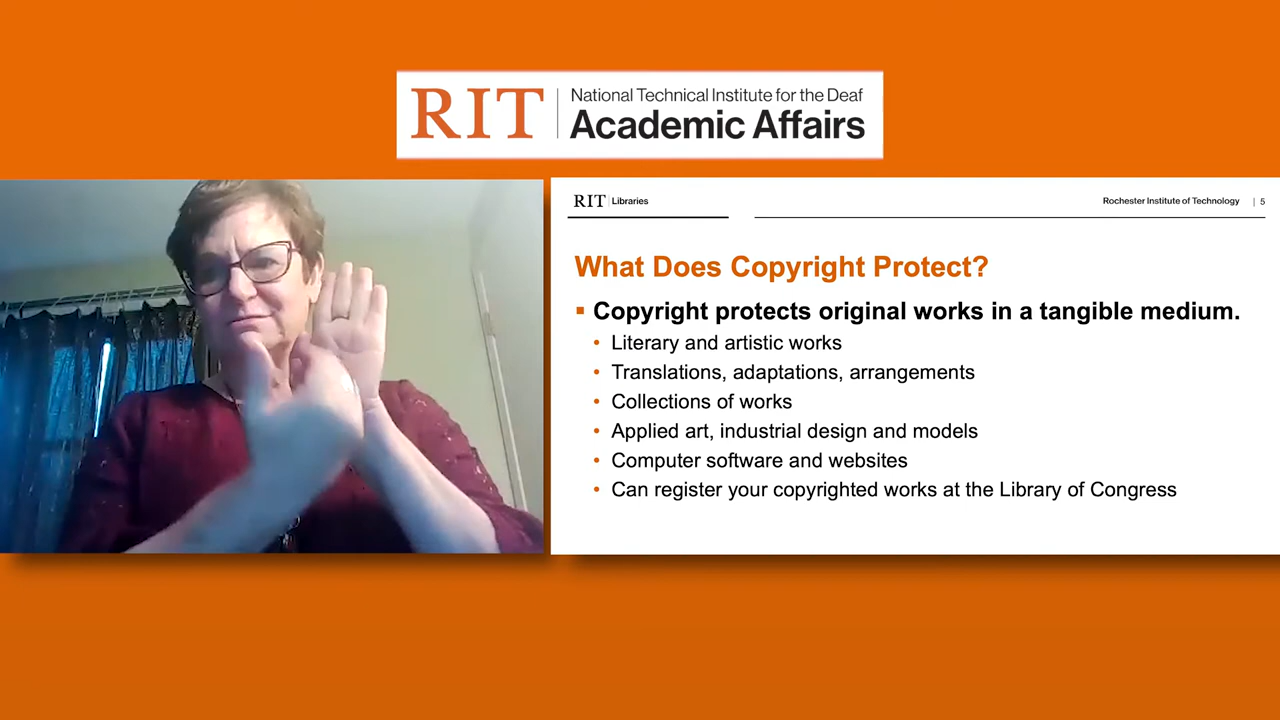 RIT National Technical Institute for the Deaf
Academic Affairs
RIT Libraries
Rochester Institute of Technology | 5
What Does Copyright Protect?
▪ Copyright protects original works in a tangible medium.
• Literary and artistic works
• Translations, adaptations, arrangements
• Collections of works
• Applied art, industrial design and models
• Computer software and websites
• Can register your copyrighted works at the Library of Congress